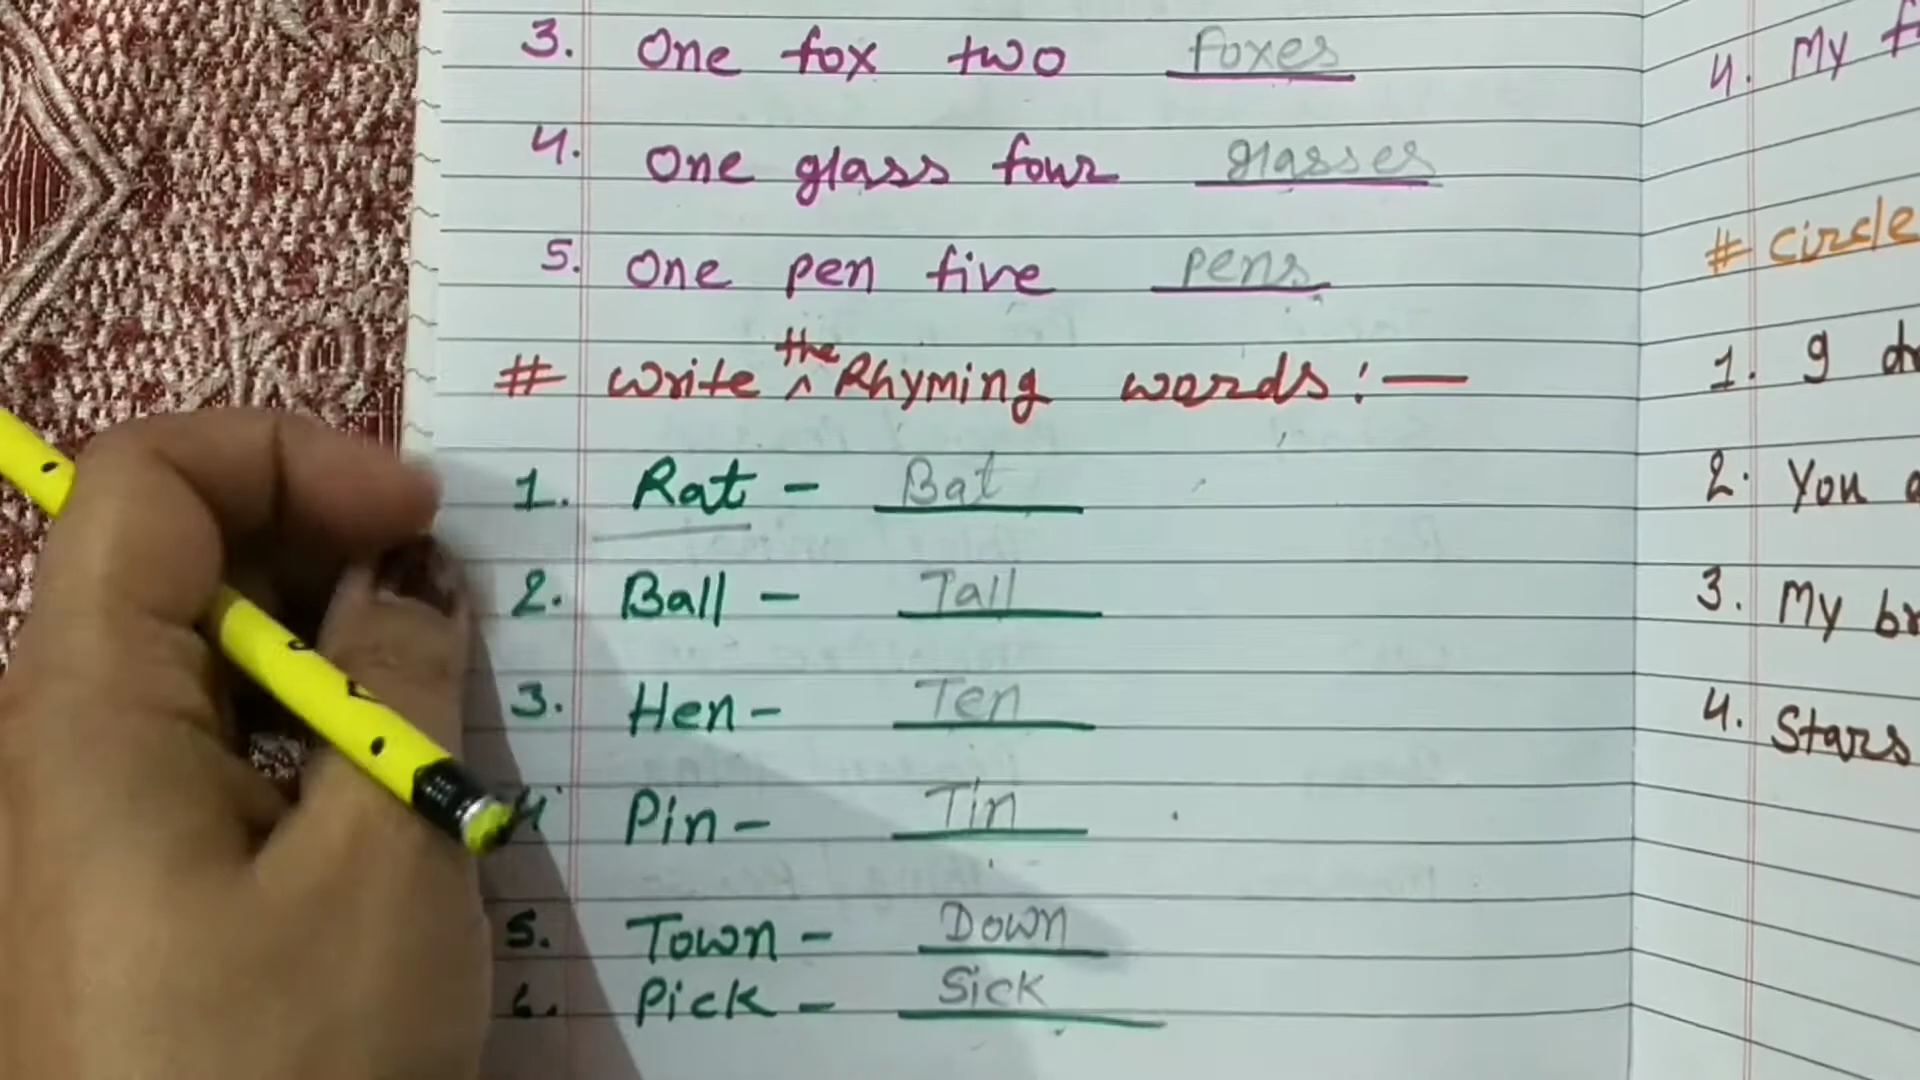 3. One fox two foxes
4. One glass four glasses
5. One pen five pens
# Write the Rhyming words : —
1. Rat - Bat
2. Ball - Tall
3. Hen - Ten
4. Pin - Tin
5. Town - Down
6. Pick - Sick
4. My
# Circle
1. I
2. You
3. My
4. Stars